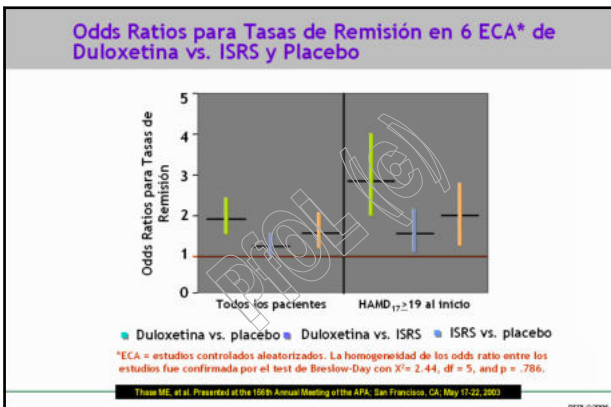 Odds Ratios para Tasas de Remisión en 6 ECA* de
Duloxetina vs. ISRS y Placebo
Odds Ratios para Tasas de
Remisión
5
4
3
2
1
0
Todos los pacientes
HAMD17≥19 al inicio
Duloxetina vs. placebo Duloxetina vs. ISRS ISRS vs. placebo
*ECA = estudios controlados aleatorizados. La homogeneidad de los odds ratio entre los
estudios fue confirmada por el test de Breslow-Day con X²= 2.44, df = 5, and p = .786.
Thase ME, et al. Presented at the 156th Annual Meeting of the APA; San Francisco, CA; May 17-22, 2003